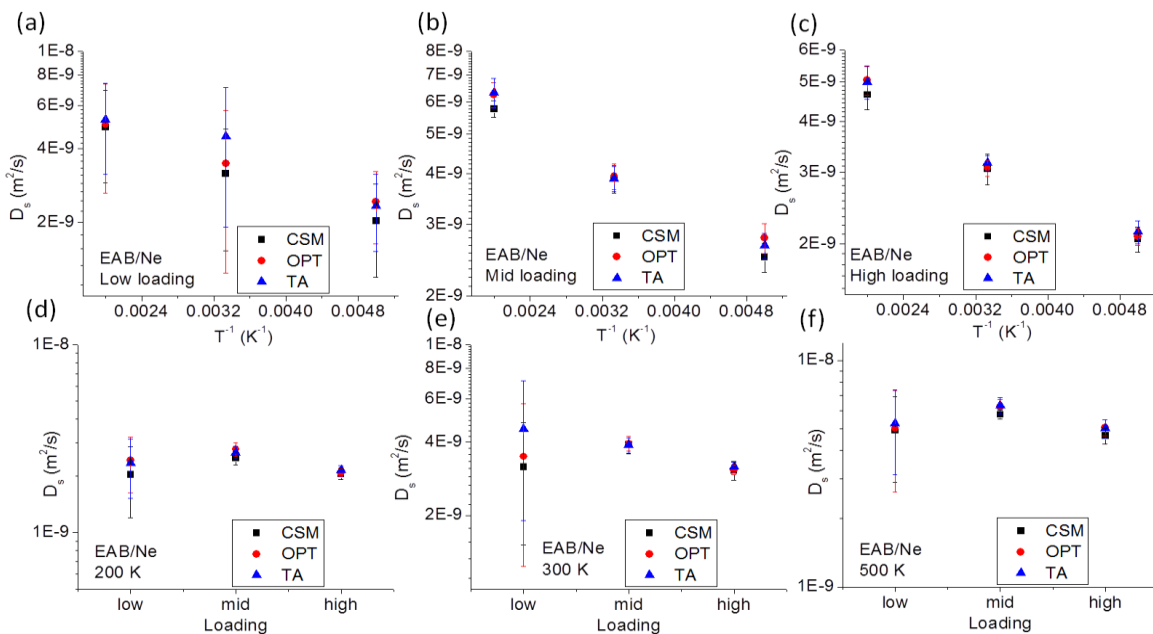 (a)
1E-8
8E-9
6E-9
4E-9
2E-9
D_s (m²/s)
CSM
OPT
TA
EAB/Ne
Low loading
0.0024 0.0032 0.0040 0.0048
T⁻¹ (K⁻¹)
(b)
8E-9
7E-9
6E-9
5E-9
4E-9
3E-9
2E-9
D_s (m²/s)
CSM
OPT
TA
EAB/Ne
Mid loading
0.0024 0.0032 0.0040 0.0048
T⁻¹ (K⁻¹)
(c)
6E-9
5E-9
4E-9
3E-9
2E-9
D_s (m²/s)
CSM
OPT
TA
EAB/Ne
High loading
0.0024 0.0032 0.0040 0.0048
T⁻¹ (K⁻¹)
(d)
1E-8
1E-9
D_s (m²/s)
CSM
OPT
TA
EAB/Ne
200 K
low mid high
Loading
(e)
1E-8
8E-9
6E-9
4E-9
2E-9
D_s (m²/s)
CSM
OPT
TA
EAB/Ne
300 K
low mid high
Loading
(f)
1E-8
1E-9
D_s (m²/s)
CSM
OPT
TA
EAB/Ne
500 K
low mid high
Loading